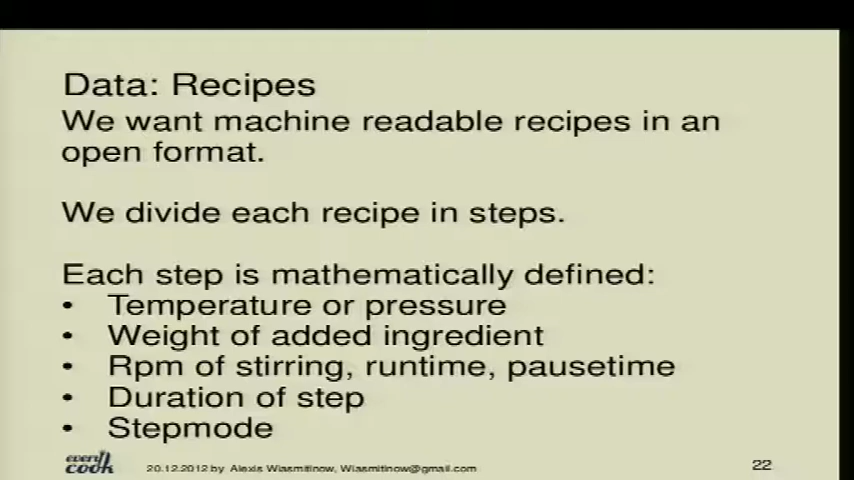 Data: Recipes
We want machine readable recipes in an
open format.
We divide each recipe in steps.
Each step is mathematically defined:
• Temperature or pressure
• Weight of added ingredient
• Rpm of stirring, runtime, pausetime
• Duration of step
• Stepmode
every
cook
20.12.2012 by Alexis Wiasmitinow, Wiasmitinow@gmail.com
22